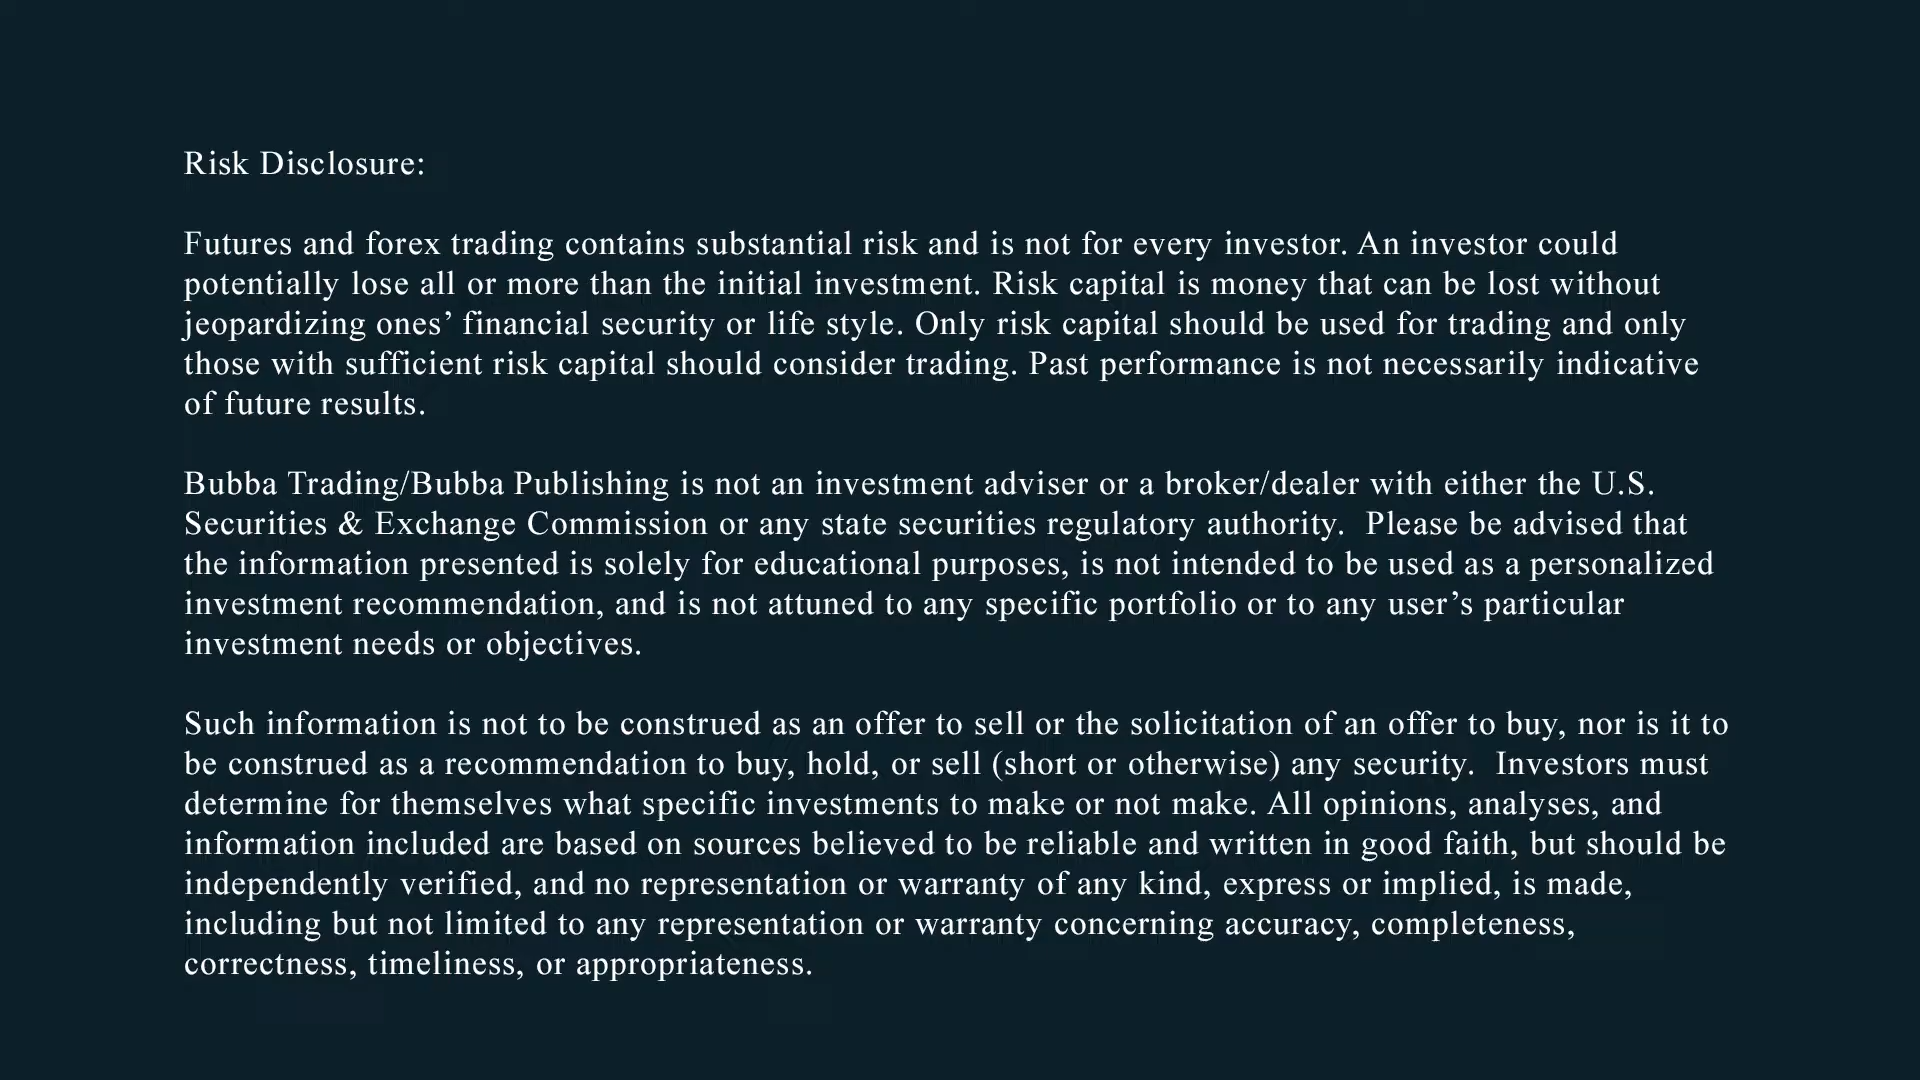 Risk Disclosure:
Futures and forex trading contains substantial risk and is not for every investor. An investor could
potentially lose all or more than the initial investment. Risk capital is money that can be lost without
jeopardizing ones’ financial security or life style. Only risk capital should be used for trading and only
those with sufficient risk capital should consider trading. Past performance is not necessarily indicative
of future results.
Bubba Trading/Bubba Publishing is not an investment adviser or a broker/dealer with either the U.S.
Securities & Exchange Commission or any state securities regulatory authority.  Please be advised that
the information presented is solely for educational purposes, is not intended to be used as a personalized
investment recommendation, and is not attuned to any specific portfolio or to any user’s particular
investment needs or objectives.
Such information is not to be construed as an offer to sell or the solicitation of an offer to buy, nor is it to
be construed as a recommendation to buy, hold, or sell (short or otherwise) any security.  Investors must
determine for themselves what specific investments to make or not make. All opinions, analyses, and
information included are based on sources believed to be reliable and written in good faith, but should be
independently verified, and no representation or warranty of any kind, express or implied, is made,
including but not limited to any representation or warranty concerning accuracy, completeness,
correctness, timeliness, or appropriateness.